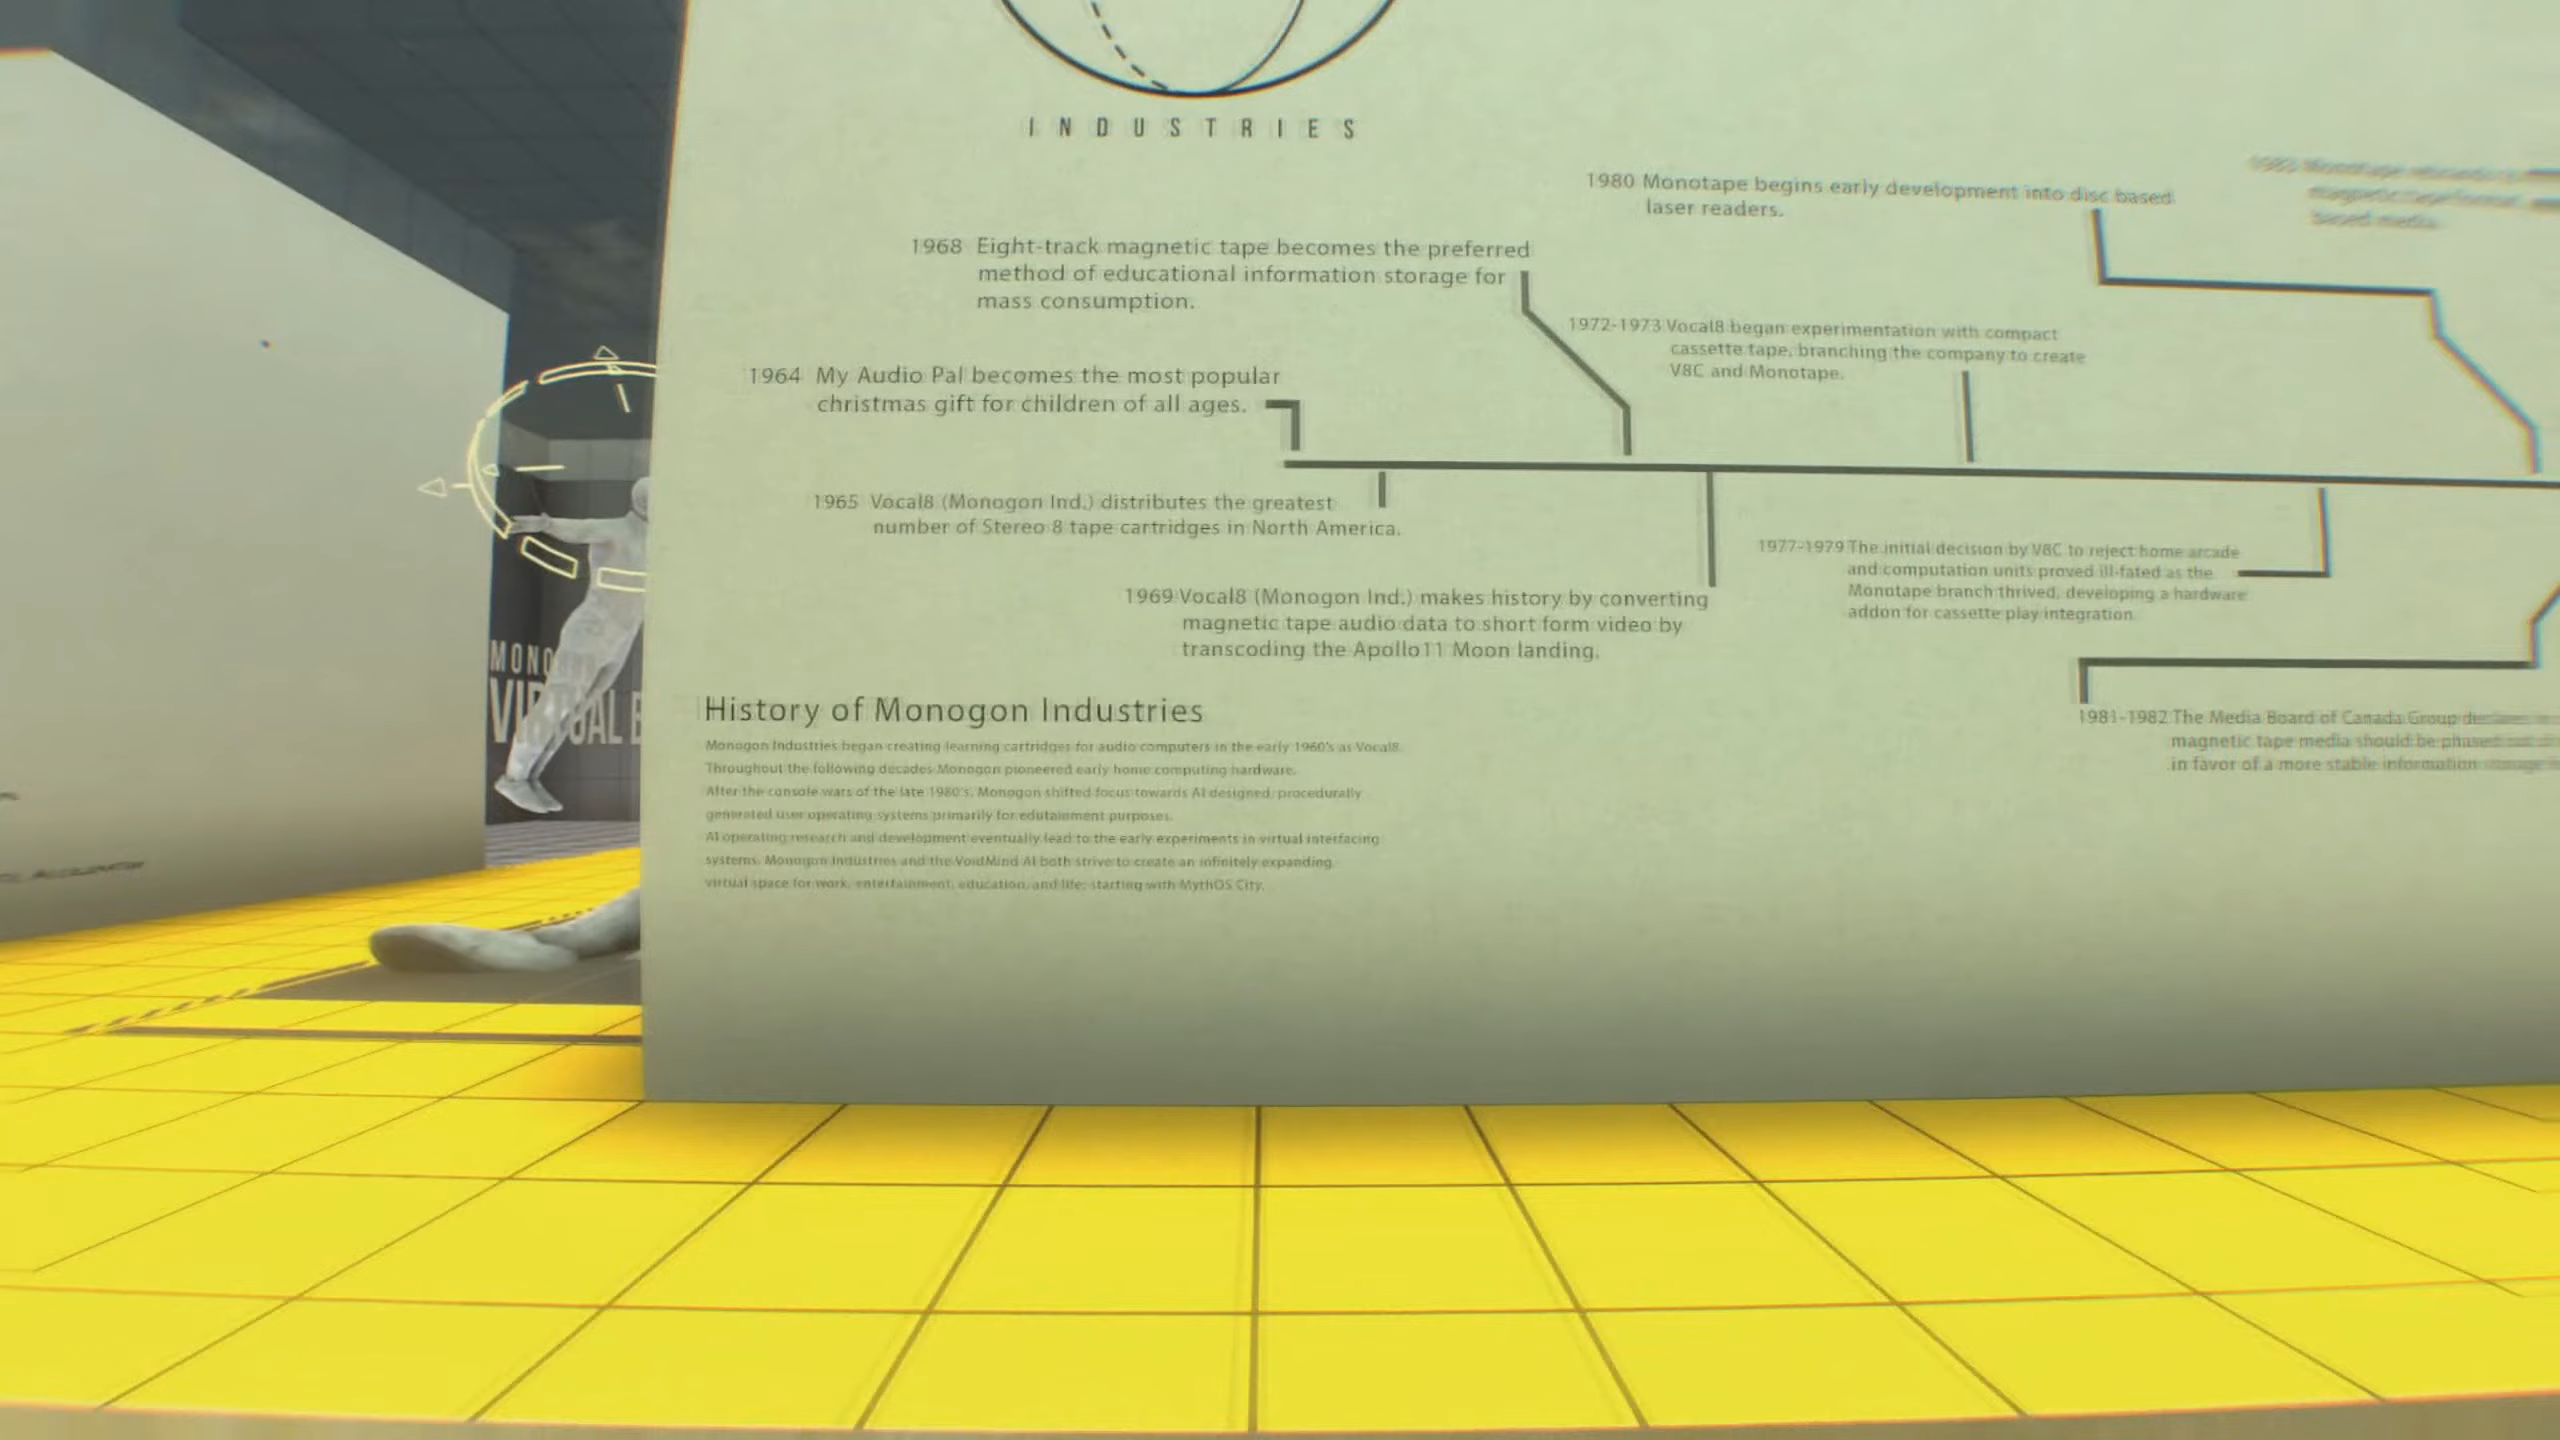 INDUSTRIES
1980 Monotape begins early development into disc based
laser readers.
1968 Eight-track magnetic tape becomes the preferred
method of educational information storage for
mass consumption.
1972-1973 Vocal8 began experimentation with compact
cassette tape, branching the company to create
V8C and Monotape.
1964 My Audio Pal becomes the most popular
christmas gift for children of all ages.
1965 Vocal8 (Monogon Ind.) distributes the greatest
number of Stereo 8 tape cartridges in North America.
1977-1979 The initial decision by V8C to reject home arcade
and computation units proved ill-fated as the
Monotape branch thrived, developing a hardware
addon for cassette play integration.
1969 Vocal8 (Monogon Ind.) makes history by converting
magnetic tape audio data to short form video by
transcoding the Apollo11 Moon landing.
1981-1982 The Media Board of Canada Group
magnetic tape media should be phased
in favor of a more stable information
History of Monogon Industries
Monogon Industries began creating learning cartridges for audio computers in the early 1960's as Vocal8.
Throughout the following decades Monogon pioneered early home computing hardware.
After the console wars of the late 1980's, Monogon shifted focus towards AI designed, procedurally
generated user operating systems primarily for edutainment purposes.
AI operating research and development eventually lead to the early experiments in virtual interfacing
systems. Monogon Industries and the VoidMind AI both strive to create an infinitely expanding
virtual space for work, entertainment, education, and life; starting with MythOS City.
MONO
VIRTUAL E